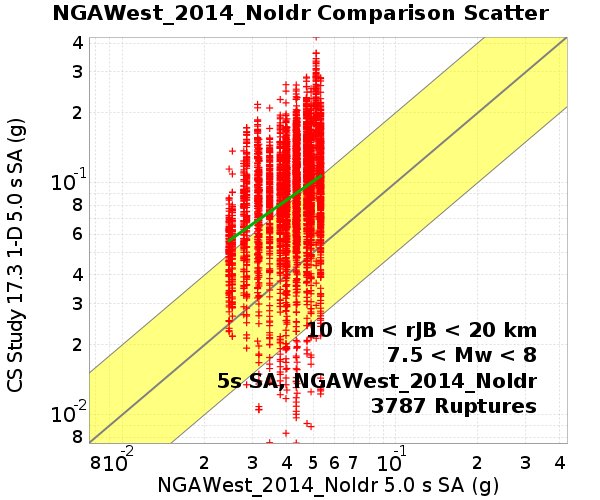 NGAWest_2014_NoIdr Comparison Scatter
CS Study 17.3 1-D 5.0 s SA (g)
4
3
2
10⁻¹
8
6
4
3
2
10⁻²
8
10 km < rJB < 20 km
7.5 < Mw < 8
5s SA, NGAWest_2014_NoIdr
3787 Ruptures
8 10⁻² 2 3 4 5 6 7 10⁻¹ 2 3 4
NGAWest_2014_NoIdr 5.0 s SA (g)